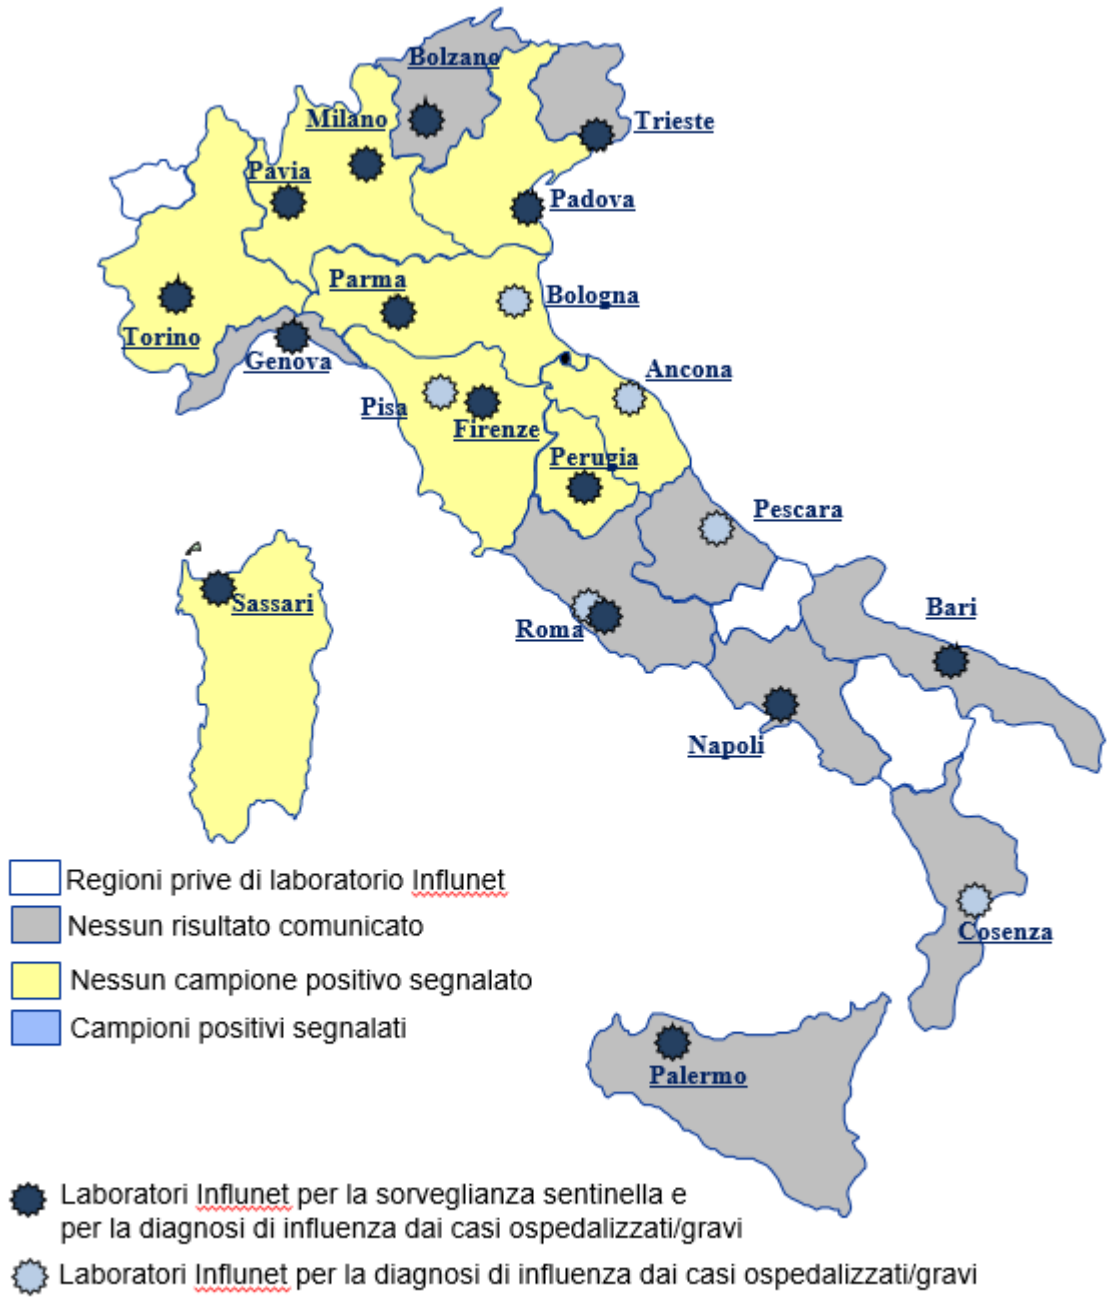 Bolzano
Milano
Trieste
Pavia
Padova
Parma
Bologna
Torino
Genova
Ancona
Pisa
Firenze
Perugia
Pescara
Sassari
Bari
Roma
Napoli
Regioni prive di laboratorio Influnet
Nessun risultato comunicato
Cosenza
Nessun campione positivo segnalato
Campioni positivi segnalati
Palermo
Laboratori Influnet per la sorveglianza sentinella e
per la diagnosi di influenza dai casi ospedalizzati/gravi
Laboratori Influnet per la diagnosi di influenza dai casi ospedalizzati/gravi